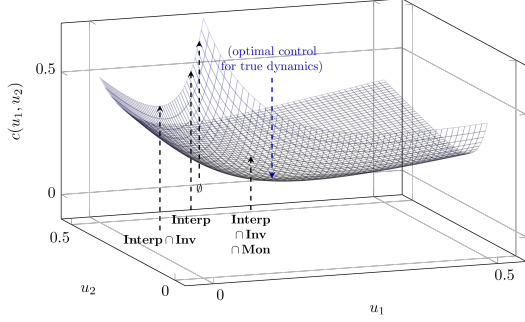 (optimal control
for true dynamics)
0.5
c(u₁, u₂)
0
∅
Interp
Interp ∩ Inv
Interp
∩ Inv
∩ Mon
0.5
u₂
0
0
u₁
0.5